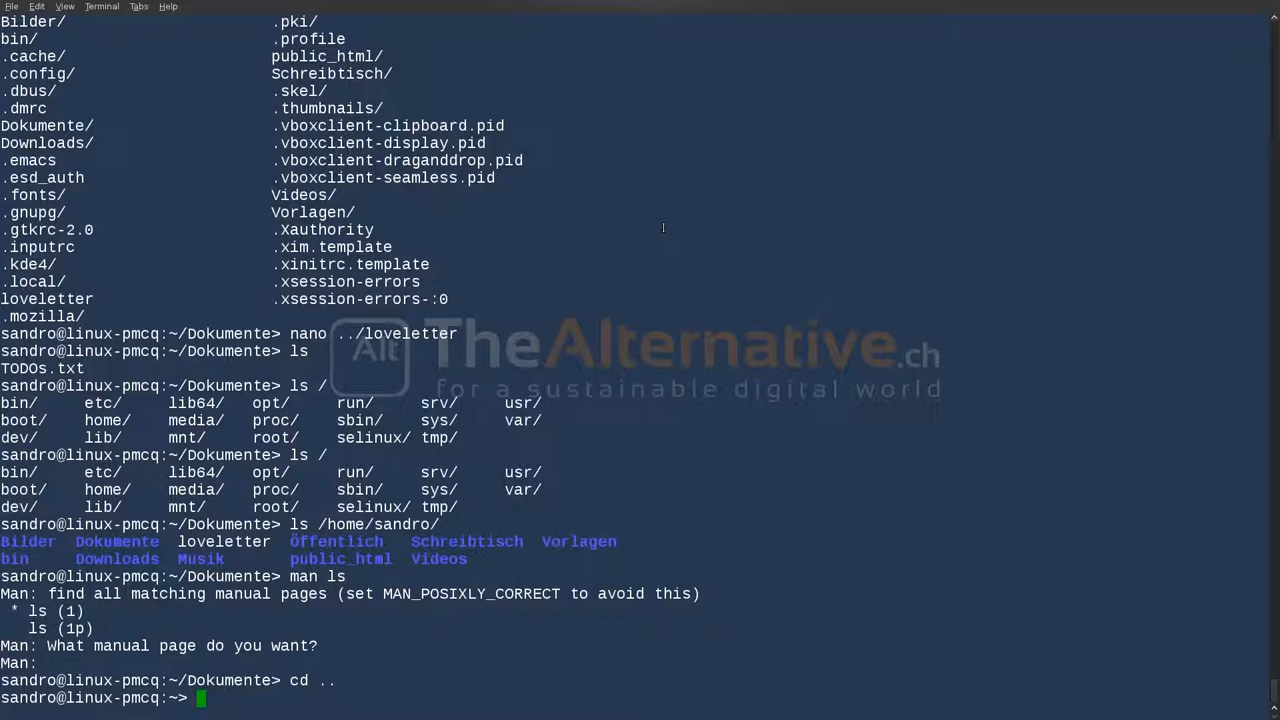 File Edit View Terminal Tabs Help
Bilder/ .pki/
bin/ .profile
.cache/ public_html/
.config/ Schreibtisch/
.dbus/ .skel/
.dmrc .thumbnails/
Dokumente/ .vboxclient-clipboard.pid
Downloads/ .vboxclient-display.pid
.emacs .vboxclient-draganddrop.pid
.esd_auth .vboxclient-seamless.pid
.fonts/ Videos/
.gnupg/ Vorlagen/
.gtkrc-2.0 .Xauthority
.inputrc .xim.template
.kde4/ .xinitrc.template
.local/ .xsession-errors
loveletter .xsession-errors-:0
.mozilla/
sandro@linux-pmcq:~/Dokumente> nano ../loveletter
sandro@linux-pmcq:~/Dokumente> ls
TODOs.txt
sandro@linux-pmcq:~/Dokumente> ls /
bin/ etc/ lib64/ opt/ run/ srv/ usr/
boot/ home/ media/ proc/ sbin/ sys/ var/
dev/ lib/ mnt/ root/ selinux/ tmp/
sandro@linux-pmcq:~/Dokumente> ls /
bin/ etc/ lib64/ opt/ run/ srv/ usr/
boot/ home/ media/ proc/ sbin/ sys/ var/
dev/ lib/ mnt/ root/ selinux/ tmp/
sandro@linux-pmcq:~/Dokumente> ls /home/sandro/
Bilder Dokumente loveletter Öffentlich Schreibtisch Vorlagen
bin Downloads Musik public_html Videos
sandro@linux-pmcq:~/Dokumente> man ls
Man: find all matching manual pages (set MAN_POSIXLY_CORRECT to avoid this)
* ls (1)
ls (1p)
Man: What manual page do you want?
Man:
sandro@linux-pmcq:~/Dokumente> cd ..
sandro@linux-pmcq:~>
Alt TheAlternative.ch
for a sustainable digital world